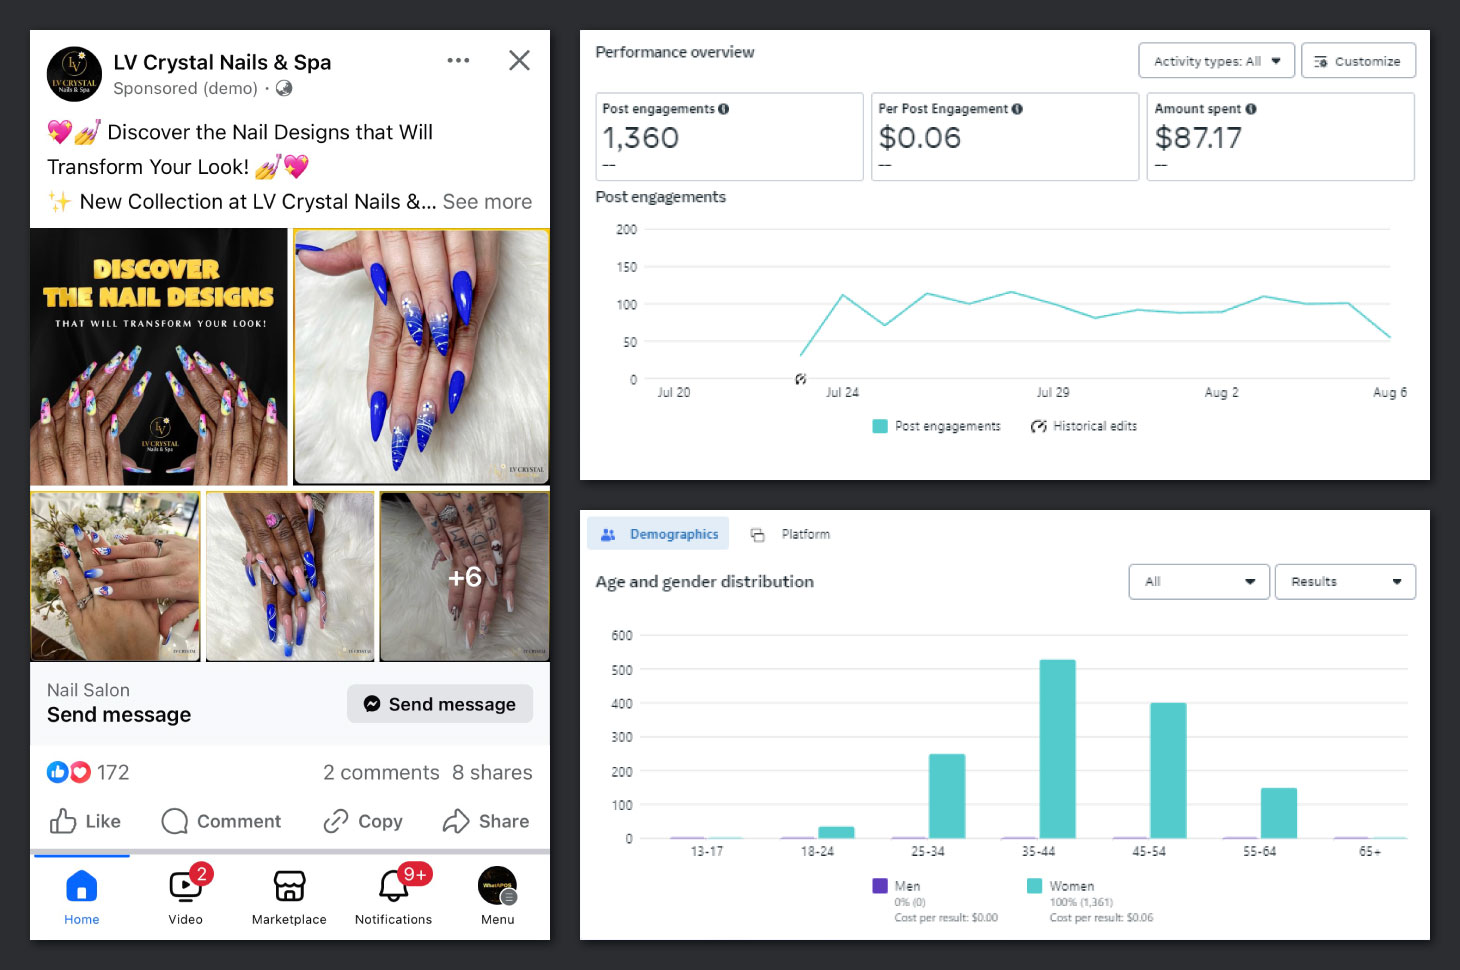 LV Crystal Nails & Spa
Sponsored (demo) ·
Discover the Nail Designs that Will
Transform Your Look!
New Collection at LV Crystal Nails &... See more
DISCOVER
THE NAIL DESIGNS
THAT WILL TRANSFORM YOUR LOOK!
LV CRYSTAL
Nails & Spa
LV CRYSTAL
+6
Nail Salon
Send message
Send message
172
2 comments 8 shares
Like
Comment
Copy
Share
2
9+
Home
Video
Marketplace
Notifications
Menu
Performance overview
Activity types: All
Customize
Post engagements
1,360
--
Per Post Engagement
$0.06
--
Amount spent
$87.17
--
Post engagements
200
150
100
50
0
Jul 20
Jul 24
Jul 29
Aug 2
Aug 6
Post engagements
Historical edits
Demographics
Platform
Age and gender distribution
All
Results
600
500
400
300
200
100
0
13-17
18-24
25-34
35-44
45-54
55-64
65+
Men
0% (0)
Cost per result: $0.00
Women
100% (1,361)
Cost per result: $0.06